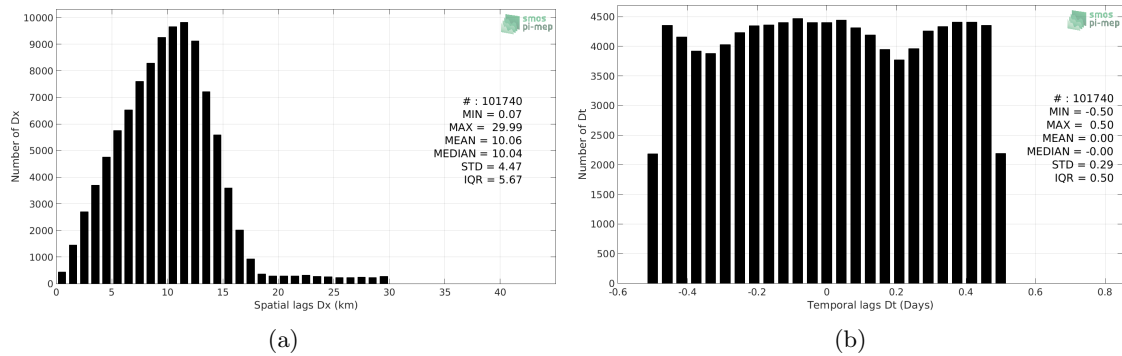 10000
9000
8000
7000
6000
5000
4000
3000
2000
1000
0
Number of Dx
smos
pi-mep
# : 101740
MIN = 0.07
MAX = 29.99
MEAN = 10.06
MEDIAN = 10.04
STD = 4.47
IQR = 5.67
0 5 10 15 20 25 30 35 40
Spatial lags Dx (km)
(a)
4500
4000
3500
3000
2500
2000
1500
1000
500
0
Number of Dt
smos
pi-mep
# : 101740
MIN = -0.50
MAX = 0.50
MEAN = 0.00
MEDIAN = -0.00
STD = 0.29
IQR = 0.50
-0.6 -0.4 -0.2 0 0.2 0.4 0.6 0.8
Temporal lags Dt (Days)
(b)